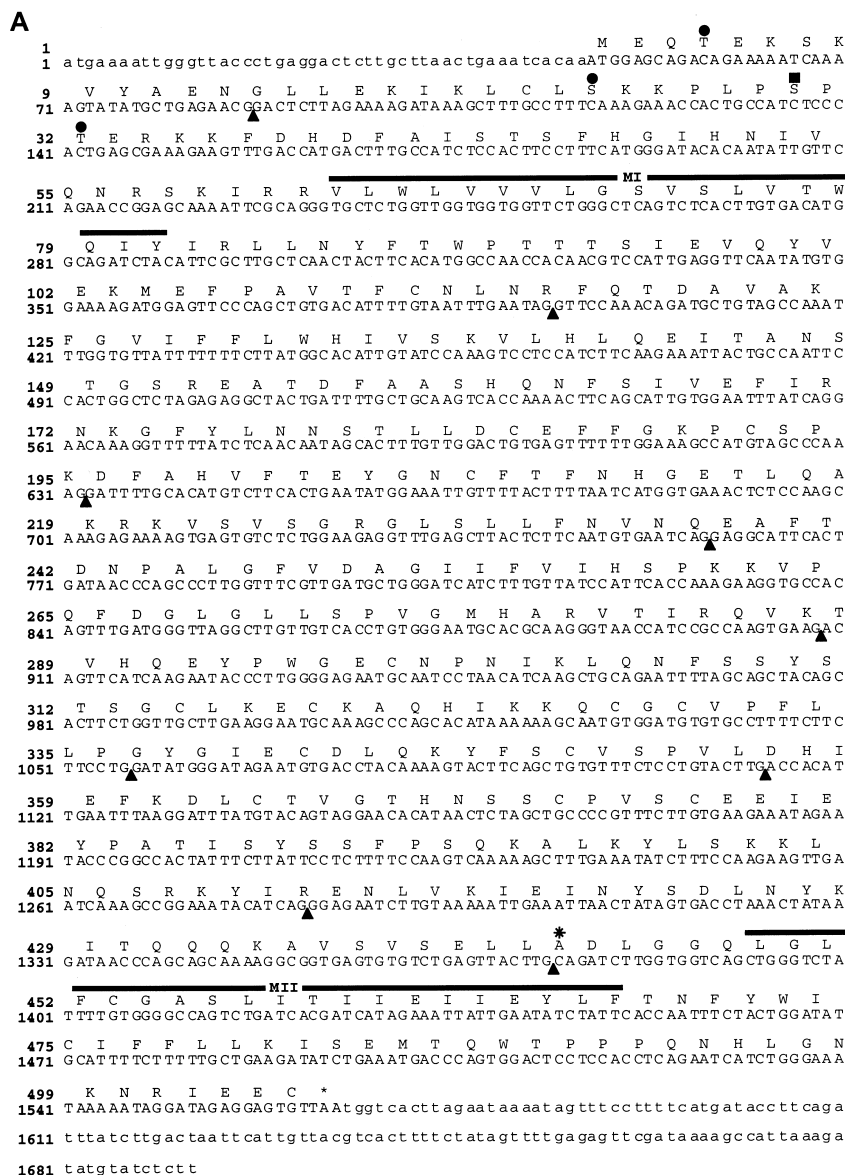 A
1 M E Q T E K S K
1 atgaaaattgggttaccctgaggactcttgcttaactgaaatcacaaATGGAGCAGACAGAAAAATCAAA
9 V Y A E N G L L E K I K L C L S K K P L P S P
71 AGTATATGCTGAGAACGGACTCTTAGAAAAGATAAAGCTTTGCCTTTCAAAGAAACCACTGCCATCTCCC
32 T E R K K F D H D F A I S T S F H G I H N I V
141 ACTGAGCGAAAGAAGTTTGACCATGACTTTGCCATCTCCACTTCCTTTCATGGGATACACAATATTGTTC
MI
55 Q N R S K I R R V L W L V V V L G S V S L V T W
211 AGAACCGGAGCAAAATTCGCAGGGTGCTCTGGTTGGTGGTGGTTCTGGGCTCAGTCTCACTTGTGACATG
79 Q I Y I R L L N Y F T W P T T T S I E V Q Y V
281 GCAGATCTACATTCGCTTGCTCAACTACTTCACATGGCCAACCACAACGTCCATTGAGGTTCAATATGTG
102 E K M E F P A V T F C N L N R F Q T D A V A K
351 GAAAAGATGGAGTTCCCAGCTGTGACATTTTGTAATTTGAATAGGTTCCAAACAGATGCTGTAGCCAAAT
125 F G V I F F L W H I V S K V L H L Q E I T A N S
421 TTGGTGTTATTTTTTTCTTATGGCACATTGTATCCAAAGTCCTCCATCTTCAAGAAATTACTGCCAATTC
149 T G S R E A T D F A A S H Q N F S I V E F I R
491 CACTGGCTCTAGAGAGGCTACTGATTTTGCTGCAAGTCACCAAAACTTCAGCATTGTGGAATTTATCAGG
172 N K G F Y L N N S T L L D C E F F G K P C S P
561 AACAAAGGTTTTTATCTCAACAATAGCACTTTGTTGGACTGTGAGTTTTTTGGAAAGCCATGTAGCCCAA
195 K D F A H V F T E Y G N C F T F N H G E T L Q A
631 AGGATTTTGCACATGTCTTCACTGAATATGGAAATTGTTTTACTTTTAATCATGGTGAAACTCTCCAAGC
219 K R K V S V S G R G L S L L F N V N Q E A F T
701 AAAGAGAAAAGTGAGTGTCTCTGGAAGAGGTTTGAGCTTACTCTTCAATGTGAATCAGGAGGCATTCACT
242 D N P A L G F V D A G I I F V I H S P K K V P
771 GATAACCCAGCCCTTGGTTTCGTTGATGCTGGGATCATCTTTGTTATCCATTCACCAAAGAAGGTGCCAC
265 Q F D G L G L L S P V G M H A R V T I R Q V K T
841 AGTTTGATGGGTTAGGCTTGTTGTCACCTGTGGGAATGCACGCAAGGGTAACCATCCGCCAAGTGAAGAC
289 V H Q E Y P W G E C N P N I K L Q N F S S Y S
911 AGTTCATCAAGAATACCCTTGGGGAGAATGCAATCCTAACATCAAGCTGCAGAATTTTAGCAGCTACAGC
312 T S G C L K E C K A Q H I K K Q C G C V P F L
981 ACTTCTGGTTGCTTGAAGGAATGCAAAGCCCAGCACATAAAAAAGCAATGTGGATGTGTGCCTTTTCTTC
335 L P G Y G I E C D L Q K Y F S C V S P V L D H I
1051 TTCCTGGATATGGGATAGAATGTGACCTACAAAAGTACTTCAGCTGTGTTTCTCCTGTACTTGACCACAT
359 E F K D L C T V G T H N S S C P V S C E E I E
1121 TGAATTTAAGGATTTATGTACAGTAGGAACACATAACTCTAGCTGCCCCGTTTCTTGTGAAGAAATAGAA
382 Y P A T I S Y S S F P S Q K A L K Y L S K K L
1191 TACCCGGCCACTATTTCTTATTCCTCTTTTCCAAGTCAAAAAGCTTTGAAATATCTTTCCAAGAAGTTGA
405 N Q S R K Y I R E N L V K I E I N Y S D L N Y K
1261 ATCAAAGCCGGAAATACATCAGGGAGAATCTTGTAAAAATTGAAATTAACTATAGTGACCTAAACTATAA
*
429 I T Q Q Q K A V S V S E L L A D L G G Q L G L
1331 GATAACCCAGCAGCAAAAGGCGGTGAGTGTGTCTGAGTTACTTGCAGATCTTGGTGGTCAGCTGGGTCTA
MII
452 F C G A S L I T I I E I I E Y L F T N F Y W I
1401 TTTTGTGGGGCCAGTCTGATCACGATCATAGAAATTATTGAATATCTATTCACCAATTTCTACTGGATAT
475 C I F F L L K I S E M T Q W T P P P Q N H L G N
1471 GCATTTTCTTTTTGCTGAAGATATCTGAAATGACCCAGTGGACTCCTCCACCTCAGAATCATCTGGGAAA
499 K N R I E E C *
1541 TAAAAATAGGATAGAGGAGTGTTAatggtcacttagaataaaatagtttccttttcatgataccttcaga
1611 tttatcttgactaattcattgttacgtcacttttctatagttttgagagttcgataaaagccattaaaga
1681 tatgtatctctt